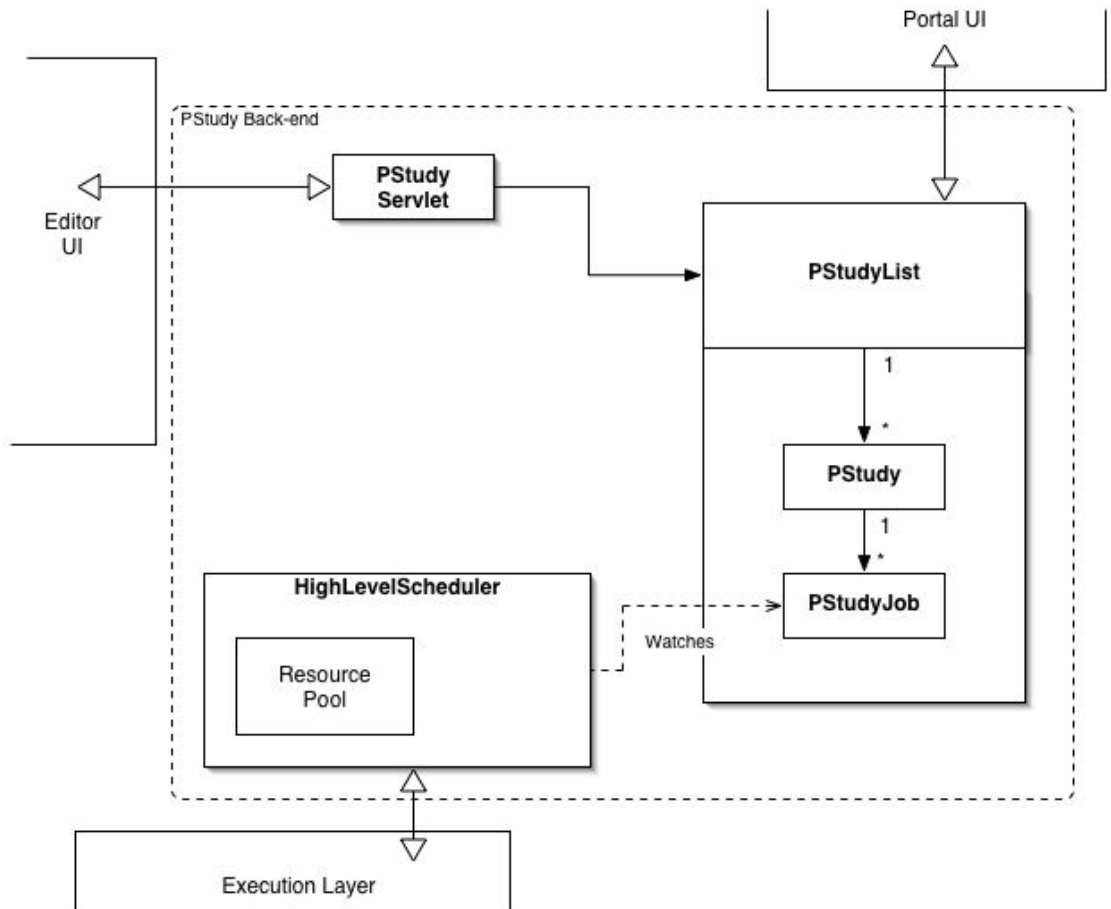 Portal UI
PStudy Back-end
PStudy
Servlet
Editor
UI
PStudyList
1
*
PStudy
1
*
HighLevelScheduler
PStudyJob
Watches
Resource
Pool
Execution Layer